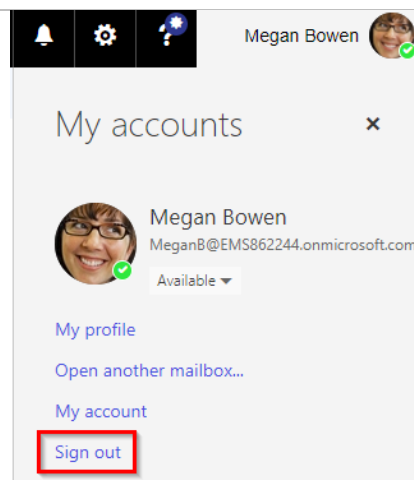 Megan Bowen
My accounts
Megan Bowen
MeganB@EMS862244.onmicrosoft.com
Available
My profile
Open another mailbox...
My account
Sign out